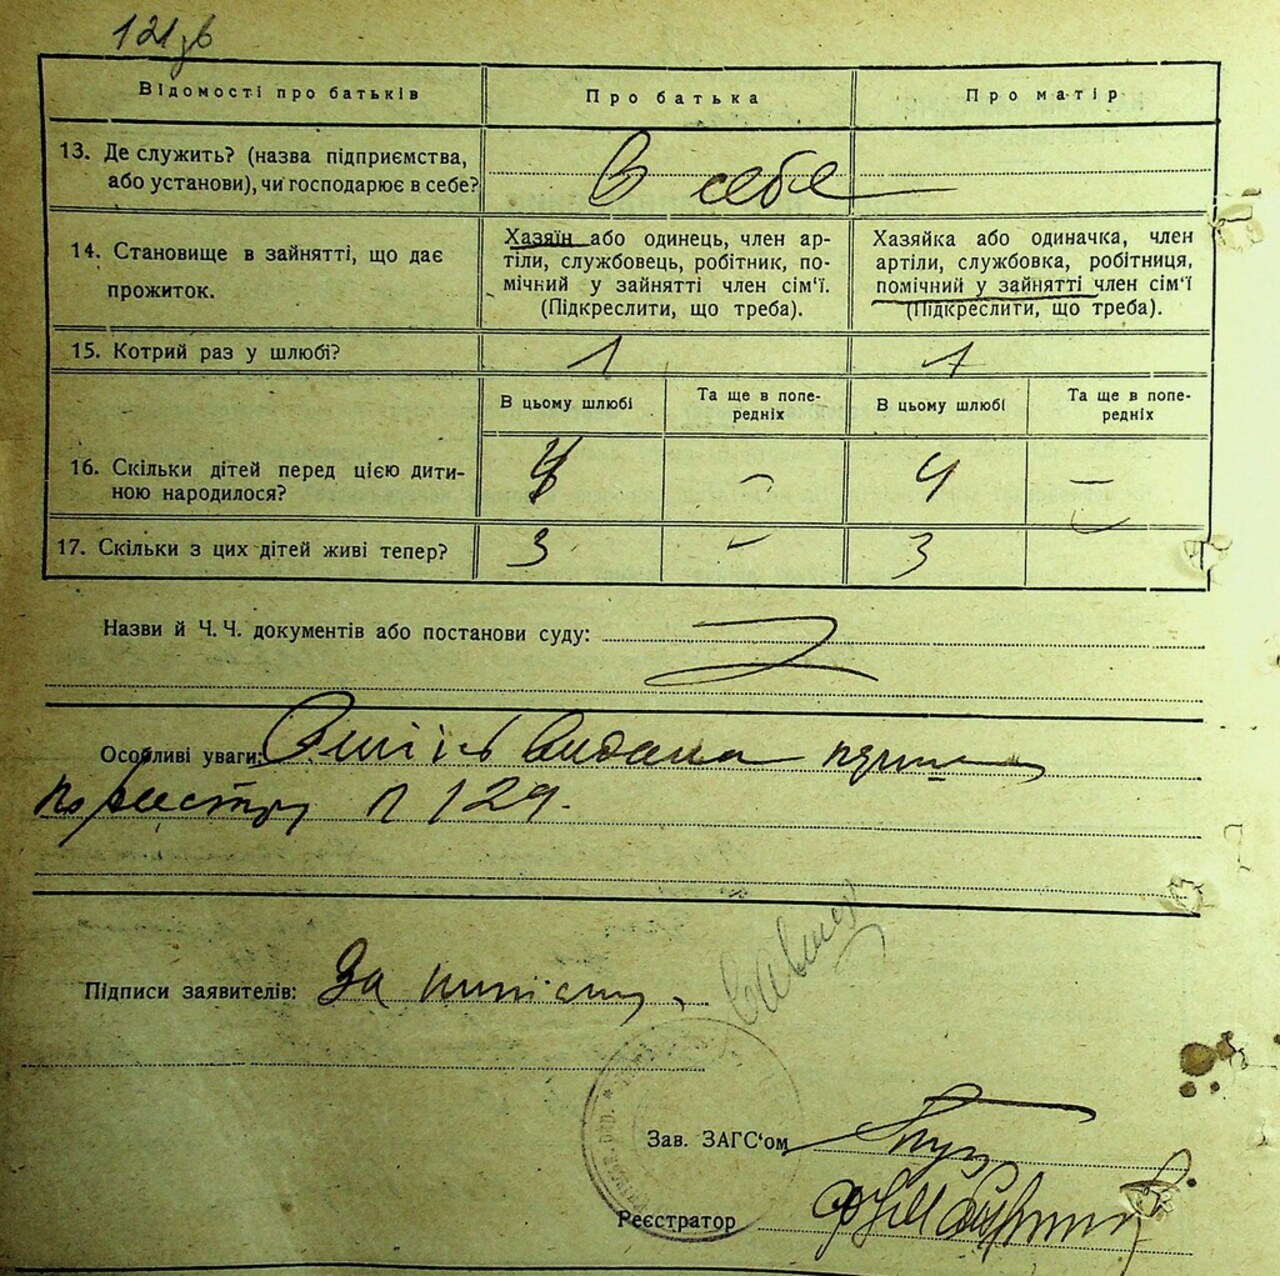 121зв
Відомості про батьків Про батька Про матір
13. Де служить? (назва підприємства,
або установи), чи господарює в себе?
в себе
14. Становище в зайнятті, що дає
прожиток.
Хазяїн або одинець, член ар-
тіли, службовець, робітник, по-
мічний у зайнятті член сім'ї.
(Підкреслити, що треба).
Хазяйка або одиначка, член
артіли, службовка, робітниця,
помічний у зайнятті член сім'ї
(Підкреслити, що треба).
15. Котрий раз у шлюбі? 1 1
В цьому шлюбі
Та ще в попе-
редніх
В цьому шлюбі
Та ще в попе-
редніх
16. Скільки дітей перед цією дити-
ною народилося?
4 – 4 –
17. Скільки з цих дітей живі тепер? 3 – 3
Назви й Ч. Ч. документів або постанови суду:
Особливі уваги: видана
по реєстру 129.
Підписи заявителів: За
Зав. ЗАГС'ом
Реєстратор